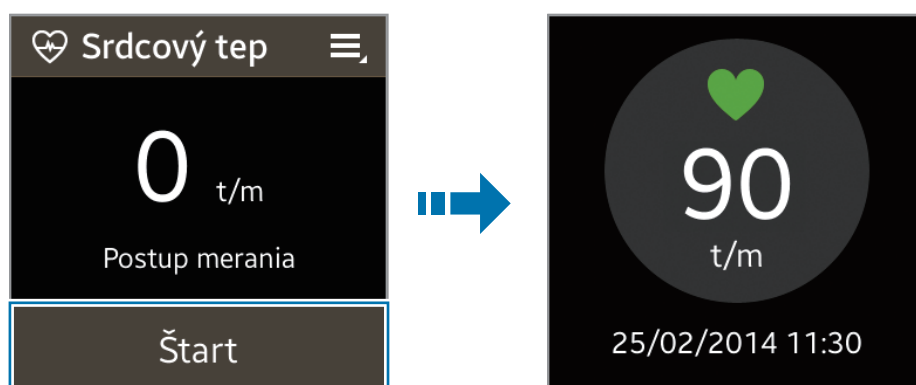 Srdcový tep
0 t/m
Postup merania
Štart
90
t/m
25/02/2014 11:30